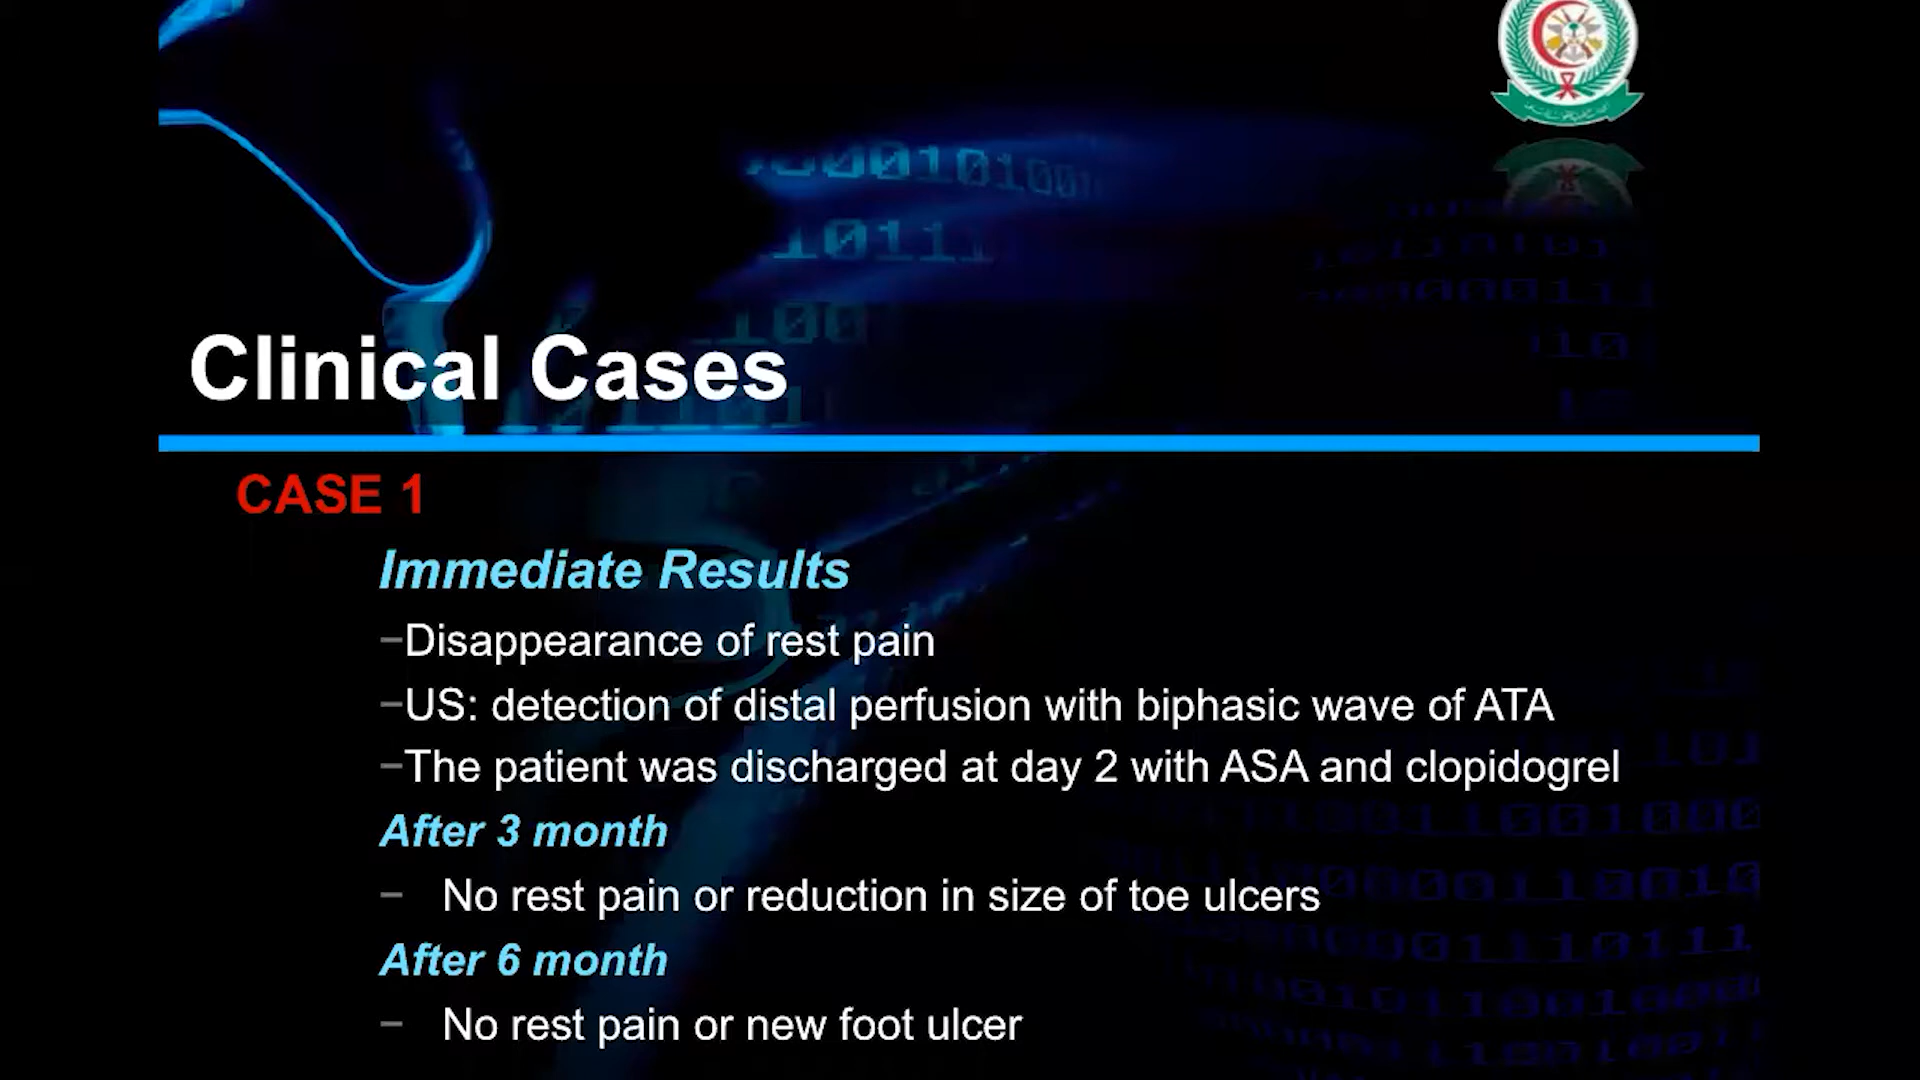 Clinical Cases
CASE 1
Immediate Results
–Disappearance of rest pain
–US: detection of distal perfusion with biphasic wave of ATA
–The patient was discharged at day 2 with ASA and clopidogrel
After 3 month
– No rest pain or reduction in size of toe ulcers
After 6 month
– No rest pain or new foot ulcer